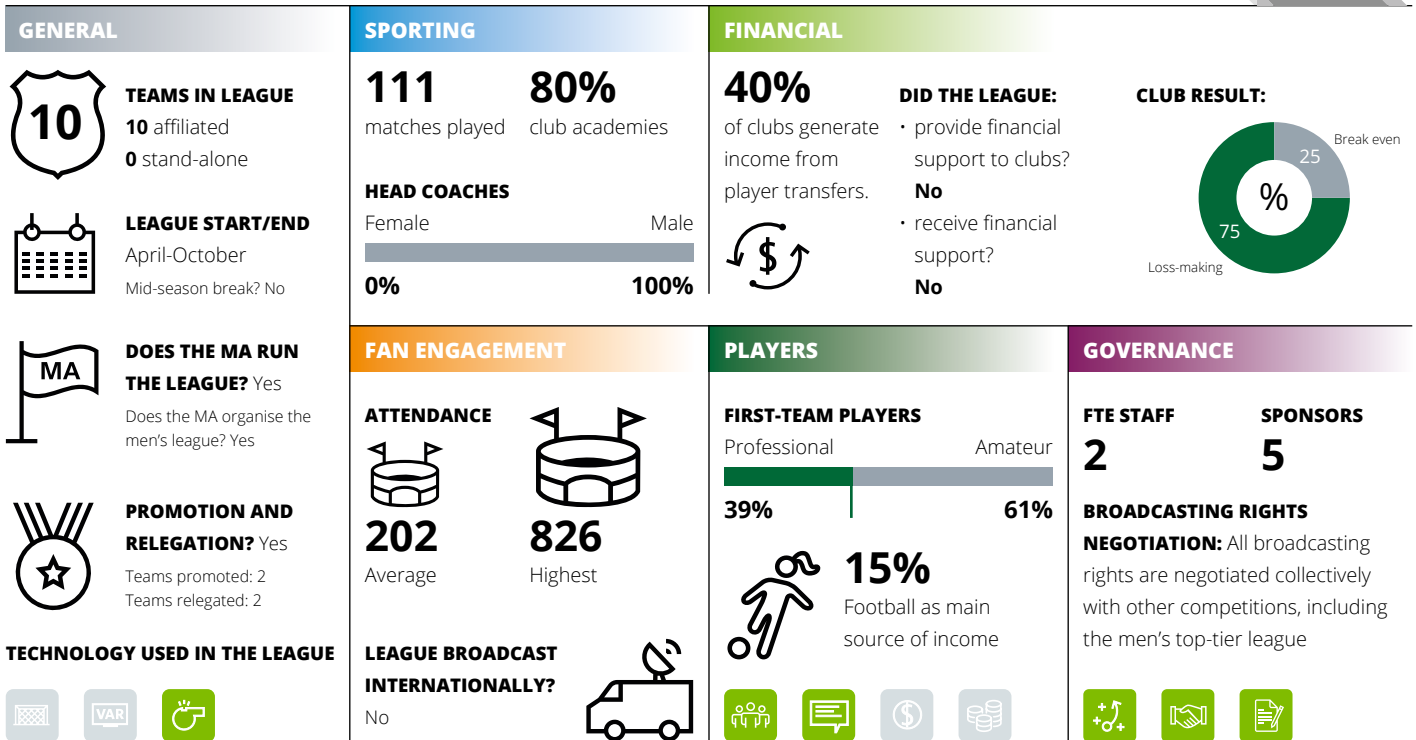 GENERAL
10
TEAMS IN LEAGUE
10 affiliated
0 stand-alone
LEAGUE START/END
April-October
Mid-season break? No
MA
DOES THE MA RUN
THE LEAGUE? Yes
Does the MA organise the
men's league? Yes
PROMOTION AND
RELEGATION? Yes
Teams promoted: 2
Teams relegated: 2
TECHNOLOGY USED IN THE LEAGUE
VAR
SPORTING
111
matches played
80%
club academies
HEAD COACHES
Female Male
0% 100%
FINANCIAL
40%
of clubs generate
income from
player transfers.
$
DID THE LEAGUE:
• provide financial
support to clubs?
No
• receive financial
support?
No
CLUB RESULT:
Break even
25
%
75
Loss-making
FAN ENGAGEMENT
ATTENDANCE
202
Average
826
Highest
LEAGUE BROADCAST
INTERNATIONALLY?
No
PLAYERS
FIRST-TEAM PLAYERS
Professional Amateur
39% 61%
15%
Football as main
source of income
$
GOVERNANCE
FTE STAFF
2
SPONSORS
5
BROADCASTING RIGHTS
NEGOTIATION: All broadcasting
rights are negotiated collectively
with other competitions, including
the men's top-tier league